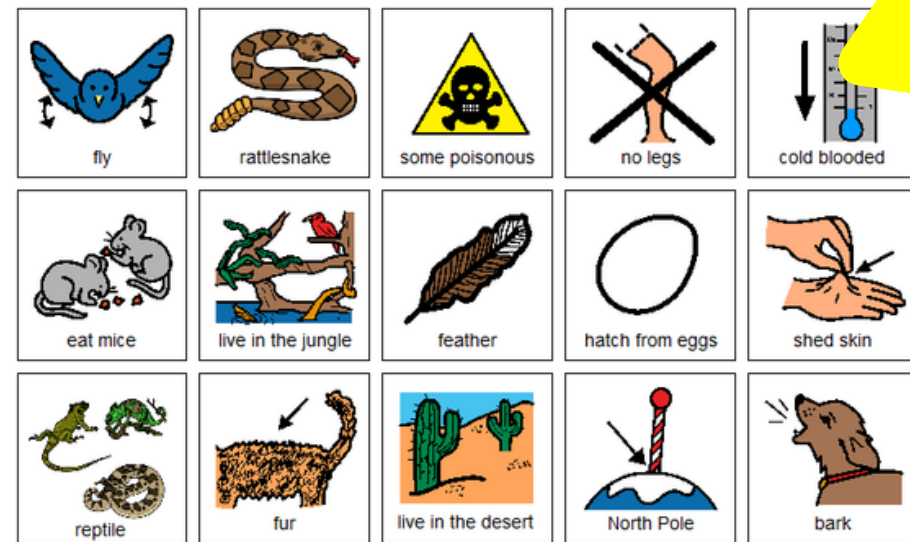 fly
rattlesnake
some poisonous
no legs
cold blooded
eat mice
live in the jungle
feather
hatch from eggs
shed skin
reptile
fur
live in the desert
North Pole
bark